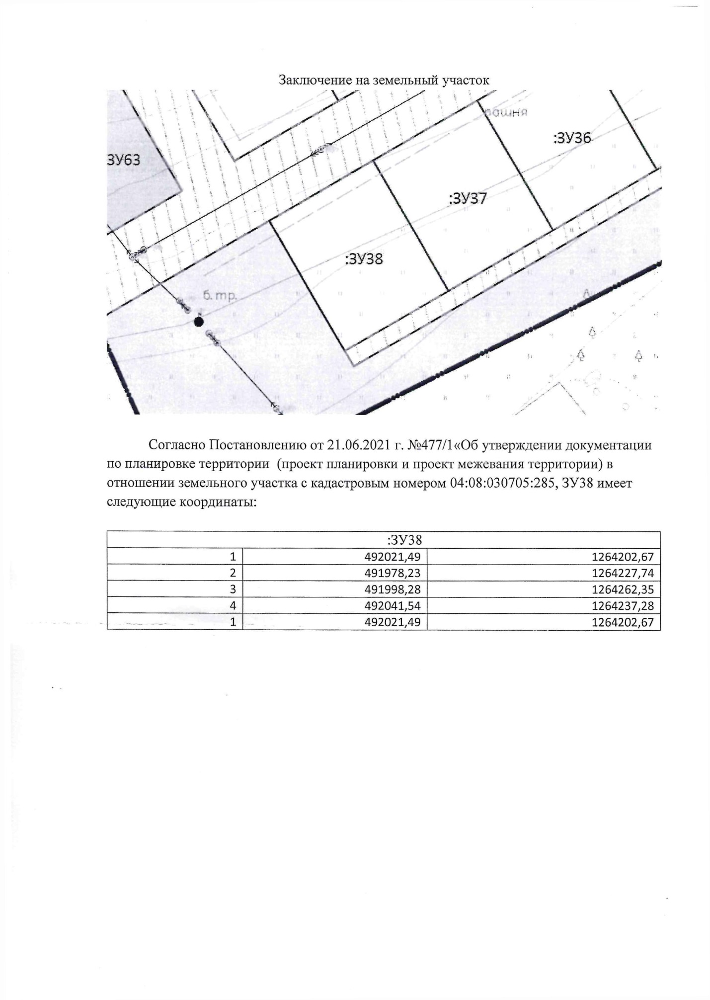 Заключение на земельный участок
пашня
:ЗУ36
ЗУ63
:ЗУ37
:ЗУ38
б. тр.
Согласно Постановлению от 21.06.2021 г. №477/1«Об утверждении документации
по планировке территории (проект планировки и проект межевания территории) в
отношении земельного участка с кадастровым номером 04:08:030705:285, ЗУ38 имеет
следующие координаты:
:ЗУ38
1 492021,49 1264202,67
2 491978,23 1264227,74
3 491998,28 1264262,35
4 492041,54 1264237,28
1 492021,49 1264202,67